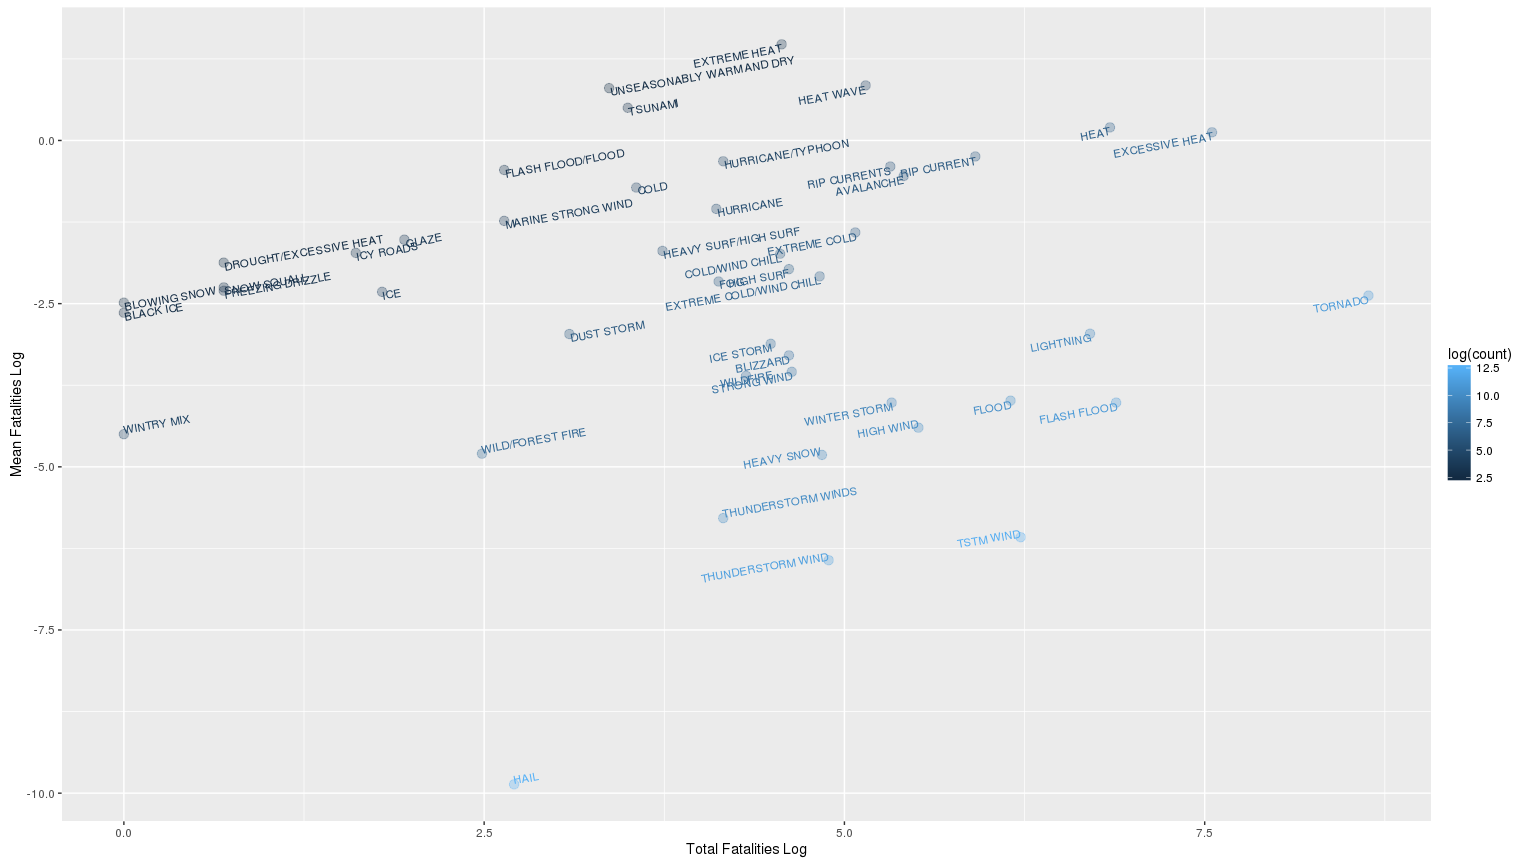 EXTREME HEAT
UNSEASONABLY WARM AND DRY
TSUNAMI
HEAT WAVE
HEAT
EXCESSIVE HEAT
0.0
FLASH FLOOD/FLOOD
HURRICANE/TYPHOON
RIP CURRENTS
RIP CURRENT
AVALANCHE
COLD
MARINE STRONG WIND
HURRICANE
DROUGHT/EXCESSIVE HEAT
ICY ROADS
GLAZE
HEAVY SURF/HIGH SURF
EXTREME COLD
COLD/WIND CHILL
FOG
HIGH SURF
EXTREME COLD/WIND CHILL
BLOWING SNOW
SNOW SQUALL
FREEZING DRIZZLE
ICE
BLACK ICE
-2.5
TORNADO
DUST STORM
LIGHTNING
ICE STORM
BLIZZARD
WILDFIRE
STRONG WIND
WINTER STORM
FLOOD
FLASH FLOOD
HIGH WIND
WINTRY MIX
WILD/FOREST FIRE
HEAVY SNOW
-5.0
THUNDERSTORM WINDS
TSTM WIND
THUNDERSTORM WIND
-7.5
HAIL
-10.0
0.0
2.5
5.0
7.5
Total Fatalities Log
Mean Fatalities Log
log(count)
12.5
10.0
7.5
5.0
2.5